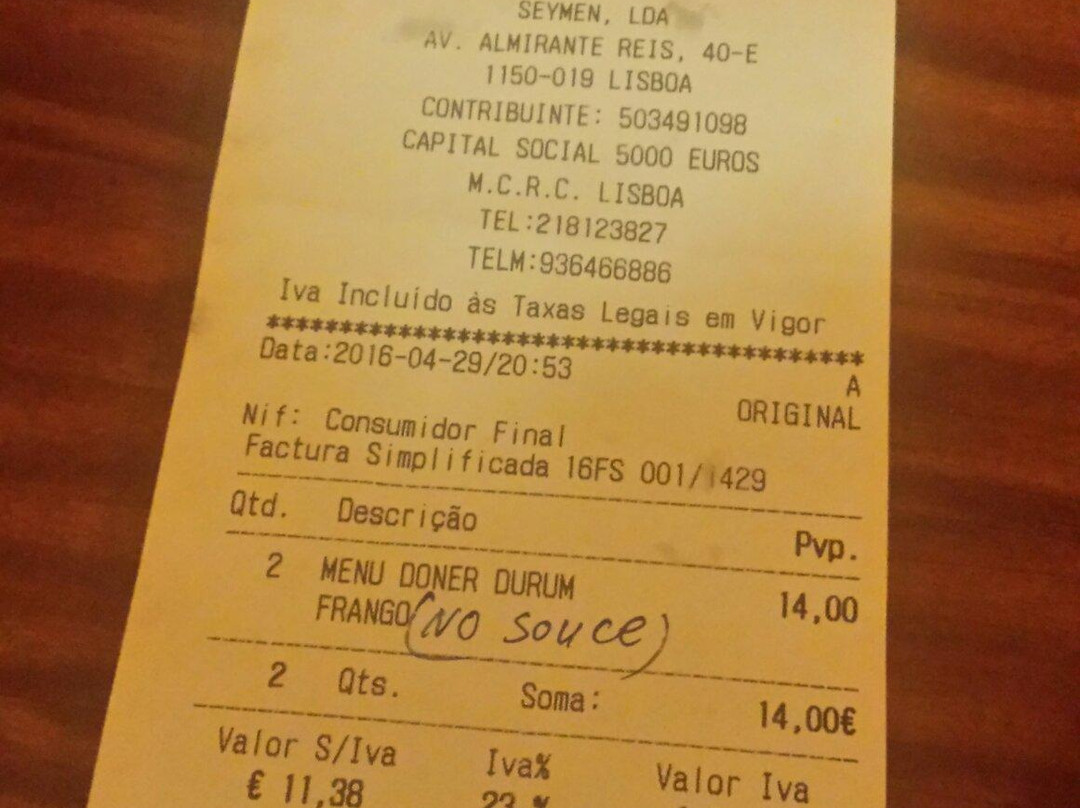 SEYMEN, LDA
AV. ALMIRANTE REIS, 40-E
1150-019 LISBOA
CONTRIBUINTE: 503491098
CAPITAL SOCIAL 5000 EUROS
M.C.R.C. LISBOA
TEL:218123827
TELM:936466886
Iva Incluído às Taxas Legais em Vigor
*****************************************
Data:2016-04-29/20:53
A
ORIGINAL
Nif: Consumidor Final
Factura Simplificada 16FS 001/1429
Qtd. Descrição Pvp.
2 MENU DONER DURUM 14,00
FRANGO (NO SOUCE)
2 Qts. Soma: 14,00€
Valor S/Iva Iva% Valor Iva
€ 11,38 23 %